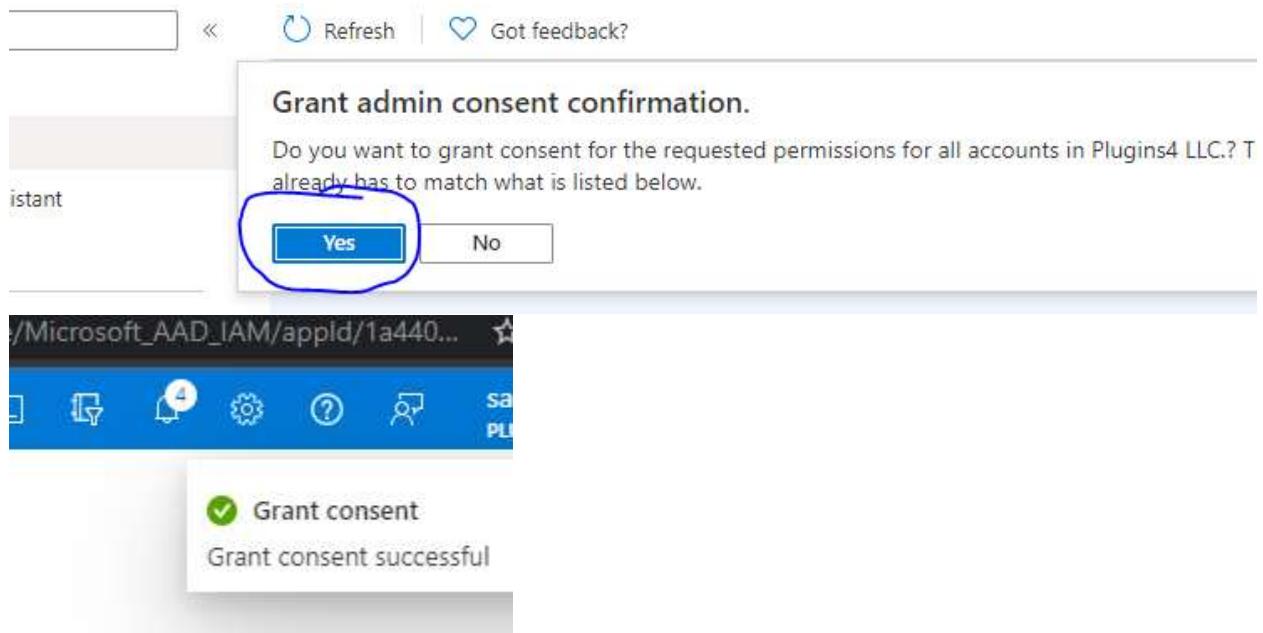 Refresh
Got feedback?
Grant admin consent confirmation.
Do you want to grant consent for the requested permissions for all accounts in Plugins4 LLC.? T
already has to match what is listed below.
istant
Yes
No
/Microsoft_AAD_IAM/appId/1a440...
4
sa
PLU
Grant consent
Grant consent successful